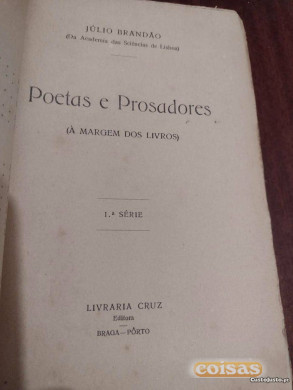 JÚLIO BRANDÃO
(Da Academia das Sciências de Lisboa)
Poetas e Prosadores
(À MARGEM DOS LIVROS)
1.ª SÉRIE
LIVRARIA CRUZ
Editora
BRAGA—PÔRTO
coisas